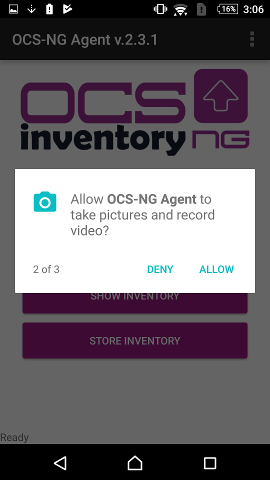 16%
3:06
OCS-NG Agent v.2.3.1
OCS
inventory NG
Allow OCS-NG Agent to
take pictures and record
video?
2 of 3
DENY
ALLOW
SHOW INVENTORY
STORE INVENTORY
Ready